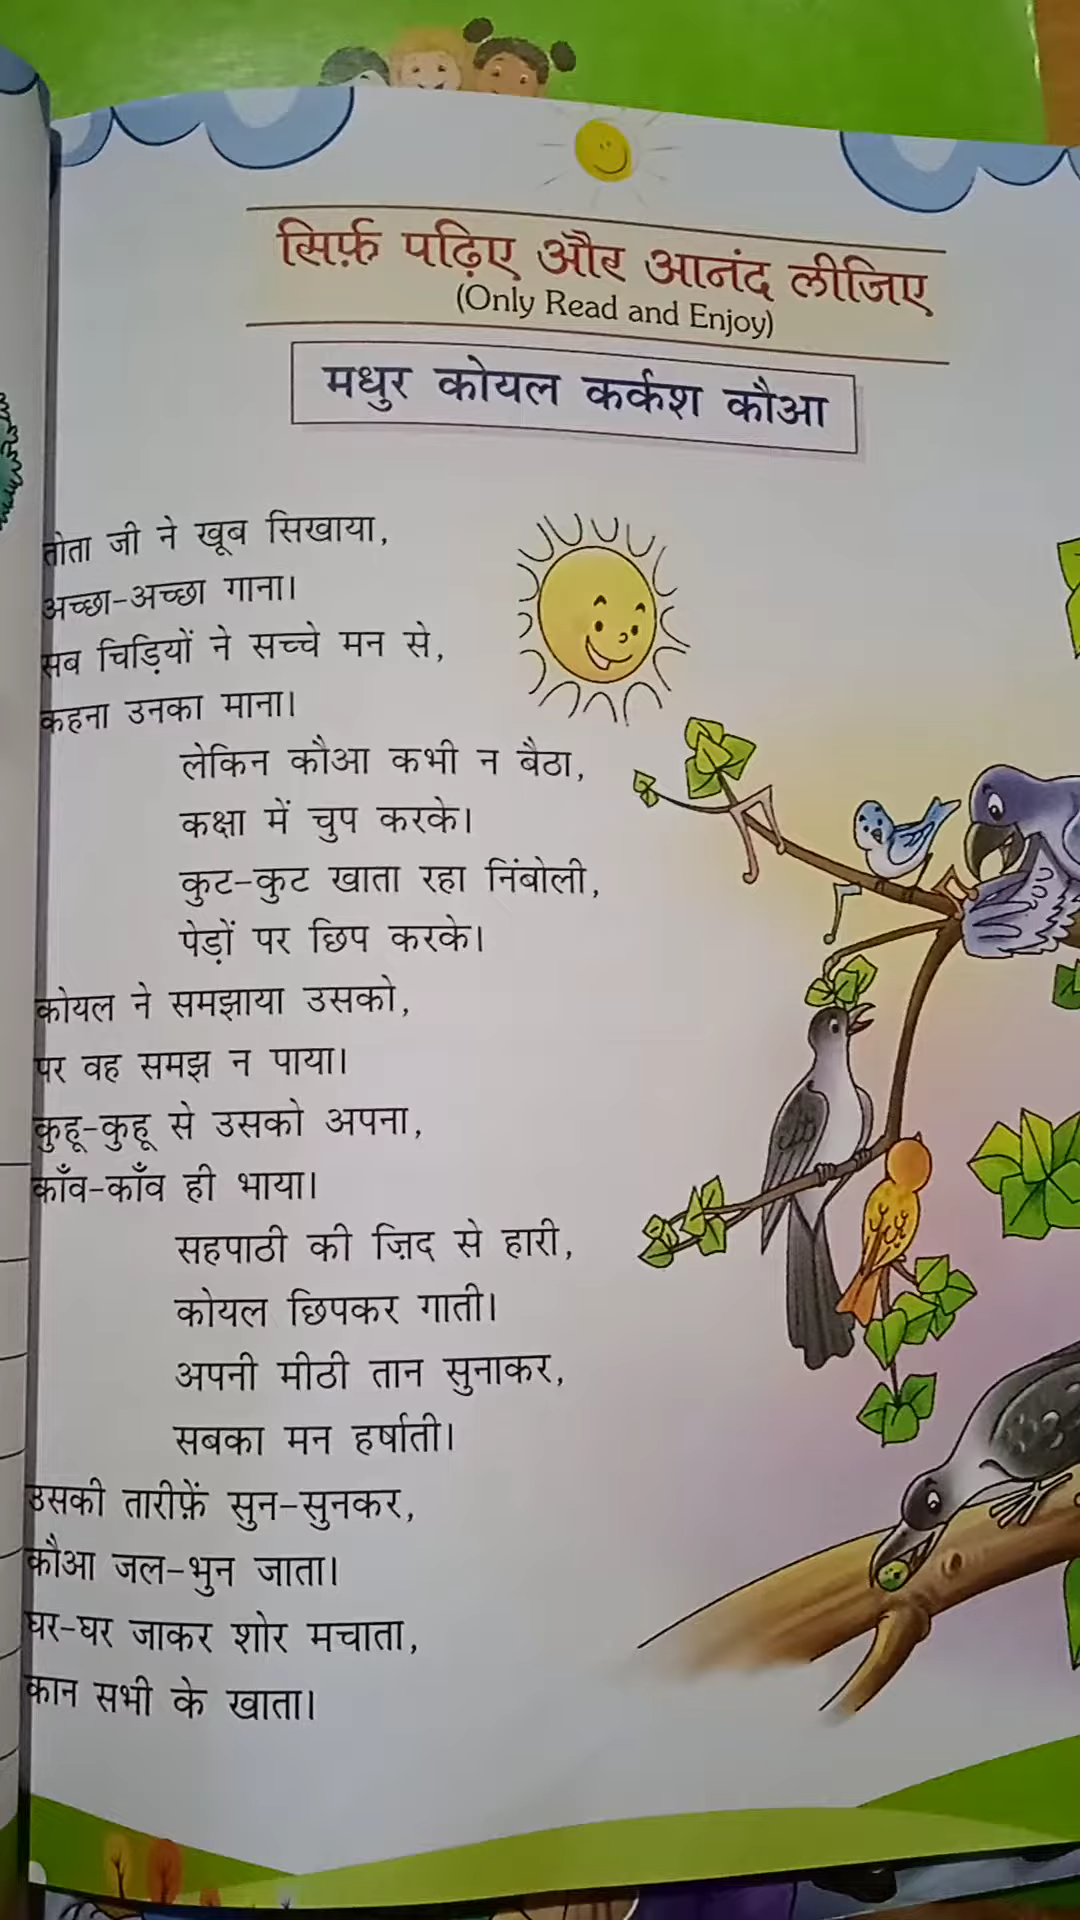 सिर्फ़ पढ़िए और आनंद लीजिए
(Only Read and Enjoy)
मधुर कोयल कर्कश कौआ
तोता जी ने खूब सिखाया,
अच्छा-अच्छा गाना।
सब चिड़ियों ने सच्चे मन से,
कहना उनका माना।
लेकिन कौआ कभी न बैठा,
कक्षा में चुप करके।
कुट-कुट खाता रहा निंबोली,
पेड़ों पर छिप करके।
कोयल ने समझाया उसको,
पर वह समझ न पाया।
कुहू-कुहू से उसको अपना,
काँव-काँव ही भाया।
सहपाठी की ज़िद से हारी,
कोयल छिपकर गाती।
अपनी मीठी तान सुनाकर,
सबका मन हर्षाती।
उसकी तारीफ़ें सुन-सुनकर,
कौआ जल-भुन जाता।
घर-घर जाकर शोर मचाता,
कान सभी के खाता।